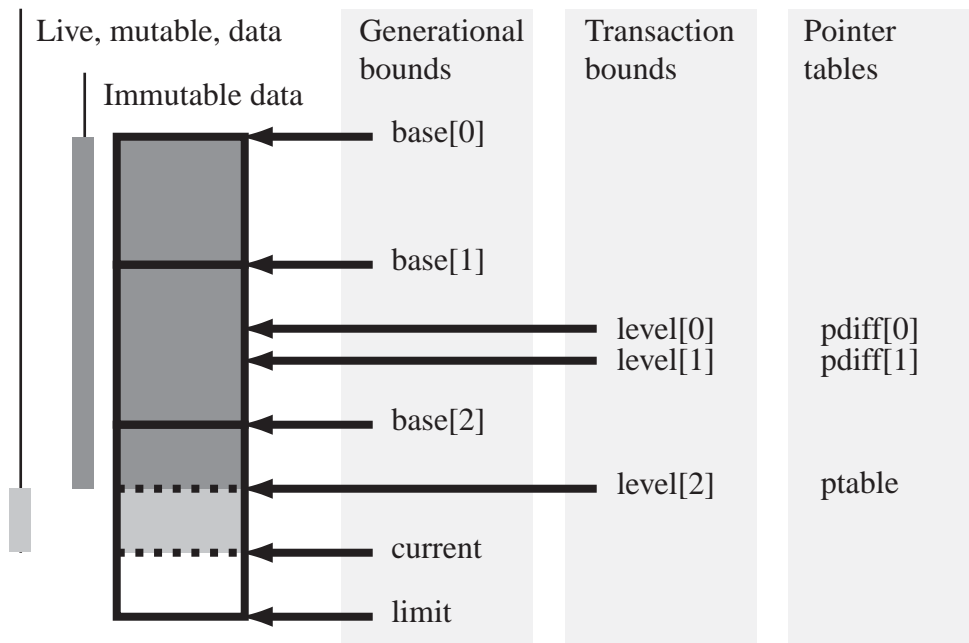 Live, mutable, data
Immutable data
Generational
bounds
Transaction
bounds
Pointer
tables
base[0]
base[1]
level[0] pdiff[0]
level[1] pdiff[1]
base[2]
level[2] ptable
current
limit